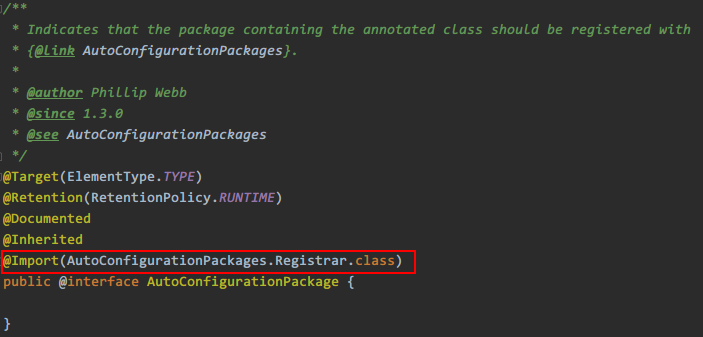 /**
* Indicates that the package containing the annotated class should be registered with
* {@link AutoConfigurationPackages}.
*
* @author Phillip Webb
* @since 1.3.0
* @see AutoConfigurationPackages
*/
@Target(ElementType.TYPE)
@Retention(RetentionPolicy.RUNTIME)
@Documented
@Inherited
@Import(AutoConfigurationPackages.Registrar.class)
public @interface AutoConfigurationPackage {
}